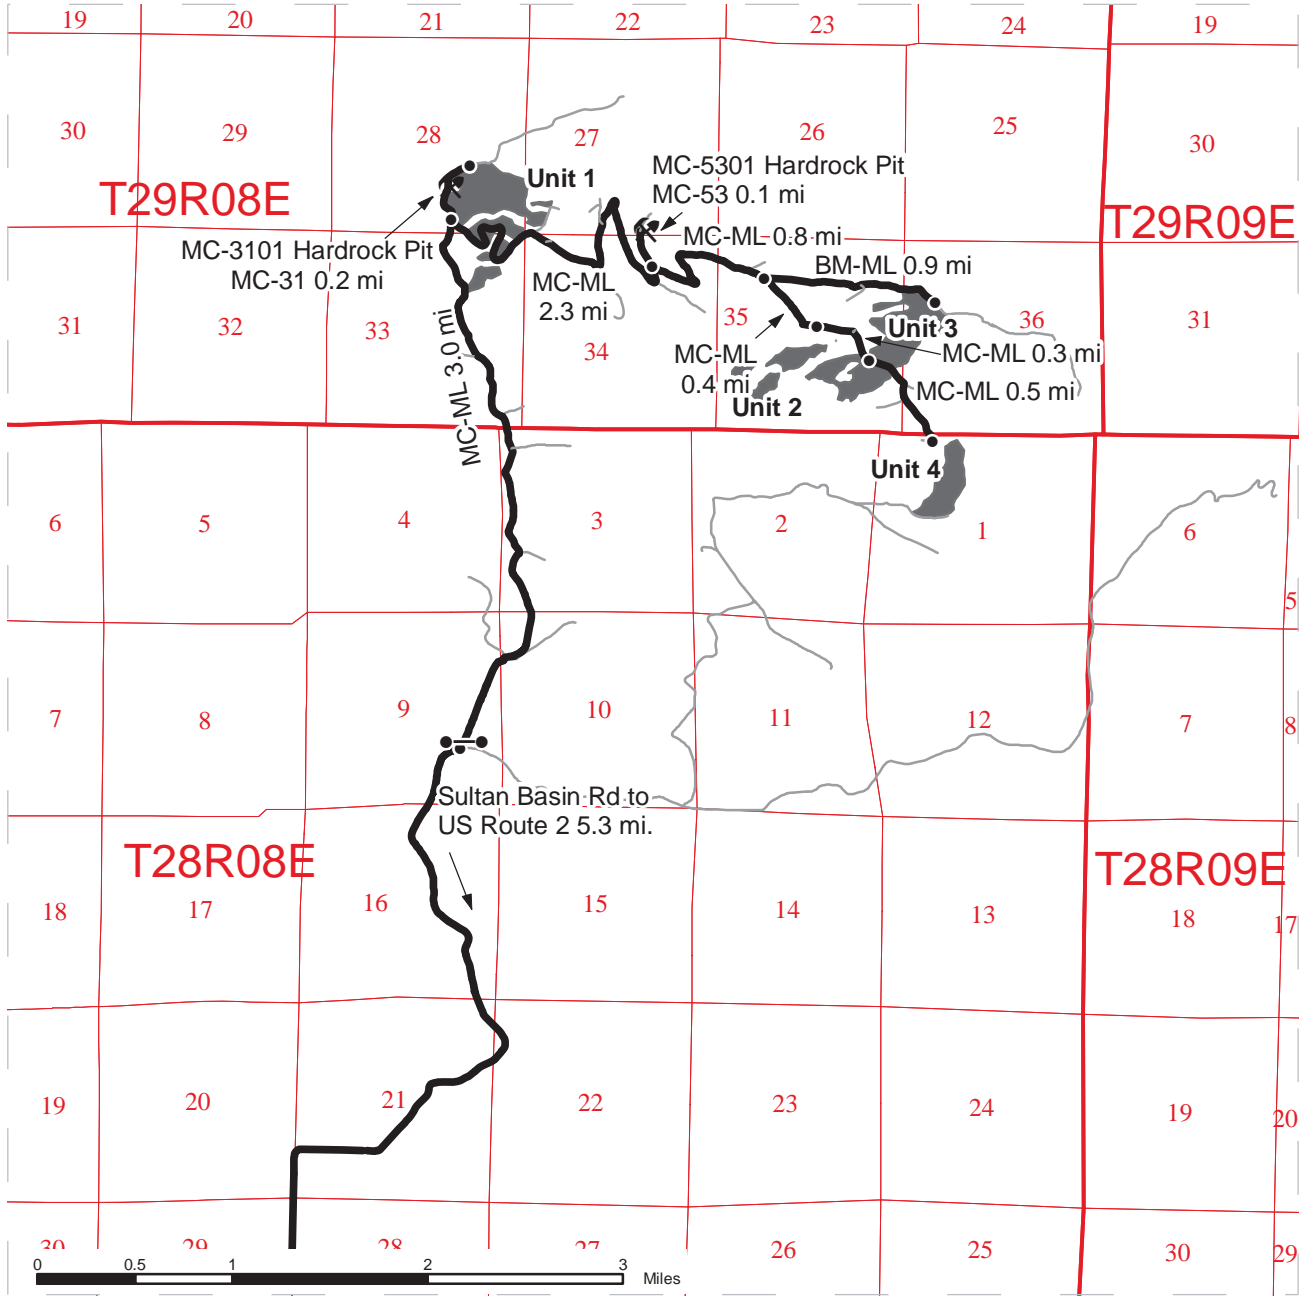 19 20 21 22 23 24 19
30 29 28 27 26 25 30
MC-5301 Hardrock Pit
MC-53 0.1 mi
Unit 1
T29R08E
T29R09E
MC-3101 Hardrock Pit
MC-31 0.2 mi
MC-ML 0.8 mi
BM-ML 0.9 mi
MC-ML
2.3 mi
31 32 33 34 35 36 31
MC-ML 3.0 mi
Unit 3
MC-ML
0.4 mi
MC-ML 0.3 mi
MC-ML 0.5 mi
Unit 2
Unit 4
6 5 4 3 2 1 6
5
7 8 9 10 11 12 7 8
Sultan Basin Rd to
US Route 2 5.3 mi.
T28R08E
T28R09E
18 17 16 15 14 13 18 17
19 20 21 22 23 24 19 20
30 29 28 27 26 25 30 29
0 0.5 1 2 3 Miles